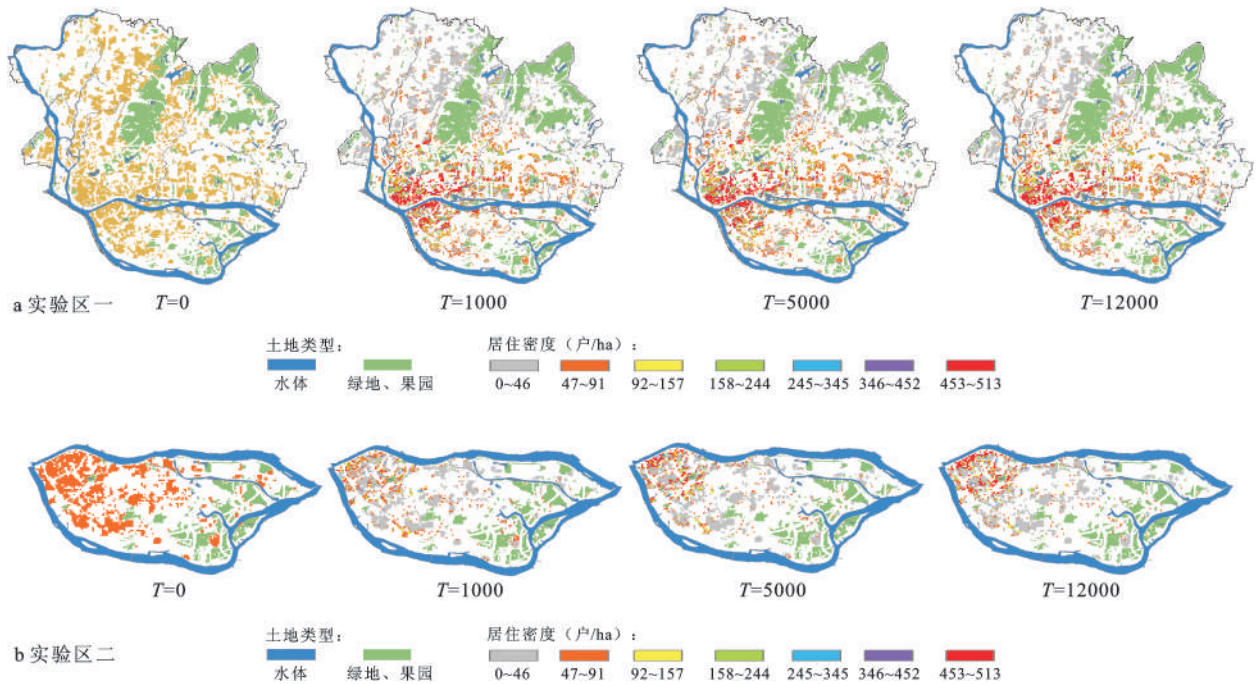 a 实验区一
T=0
T=1000
T=5000
T=12000
土地类型：
居住密度（户/ha）：
水体
绿地、果园
0~46
47~91
92~157
158~244
245~345
346~452
453~513
T=0
T=1000
T=5000
T=12000
b 实验区二
土地类型：
居住密度（户/ha）：
水体
绿地、果园
0~46
47~91
92~157
158~244
245~345
346~452
453~513